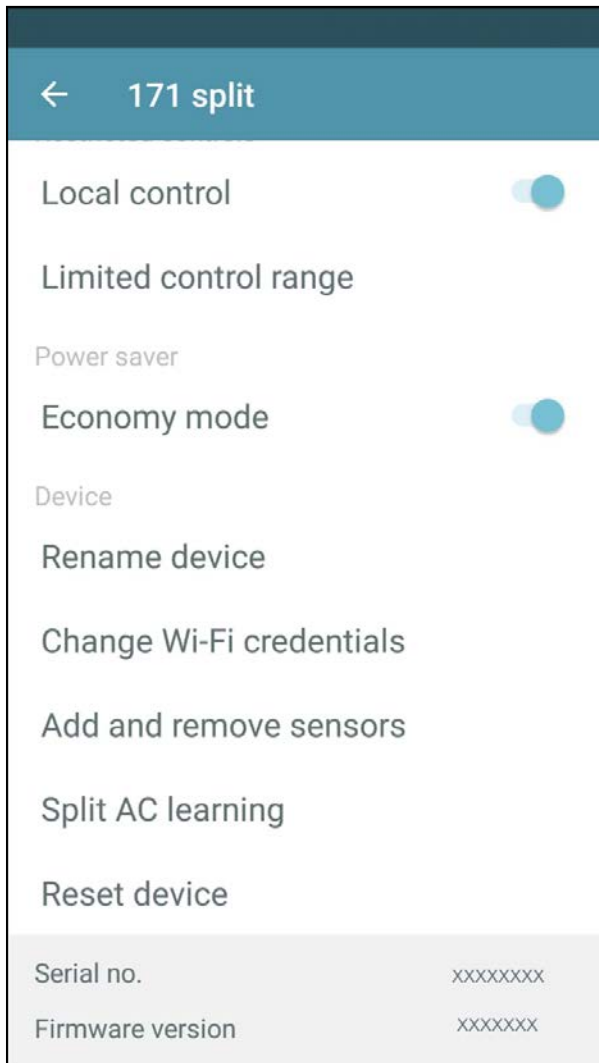 171 split
Local control
Limited control range
Power saver
Economy mode
Device
Rename device
Change Wi-Fi credentials
Add and remove sensors
Split AC learning
Reset device
Serial no. xxxxxxxx
Firmware version xxxxxxx